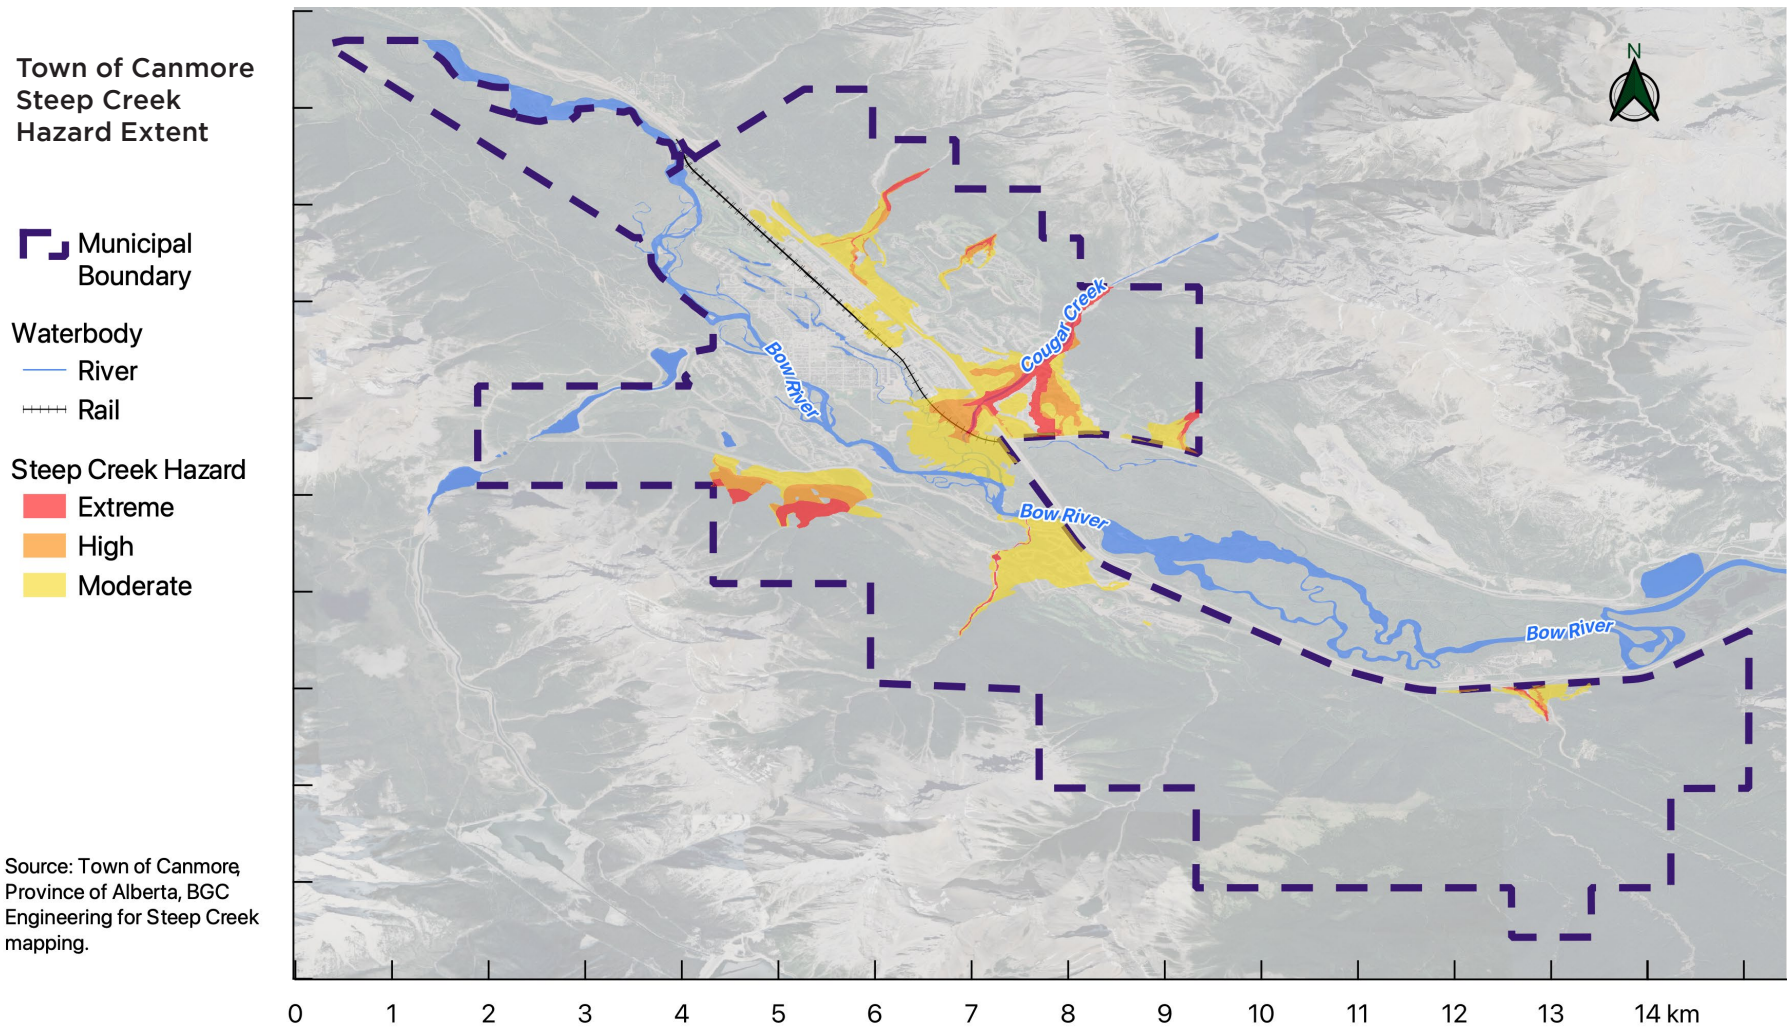 Town of Canmore
Steep Creek
Hazard Extent
Municipal
Boundary
Waterbody
River
Rail
Steep Creek Hazard
Extreme
High
Moderate
Source: Town of Canmore,
Province of Alberta, BGC
Engineering for Steep Creek
mapping.
N
Cougar Creek
Bow River
Bow River
Bow River
0 1 2 3 4 5 6 7 8 9 10 11 12 13 14 km